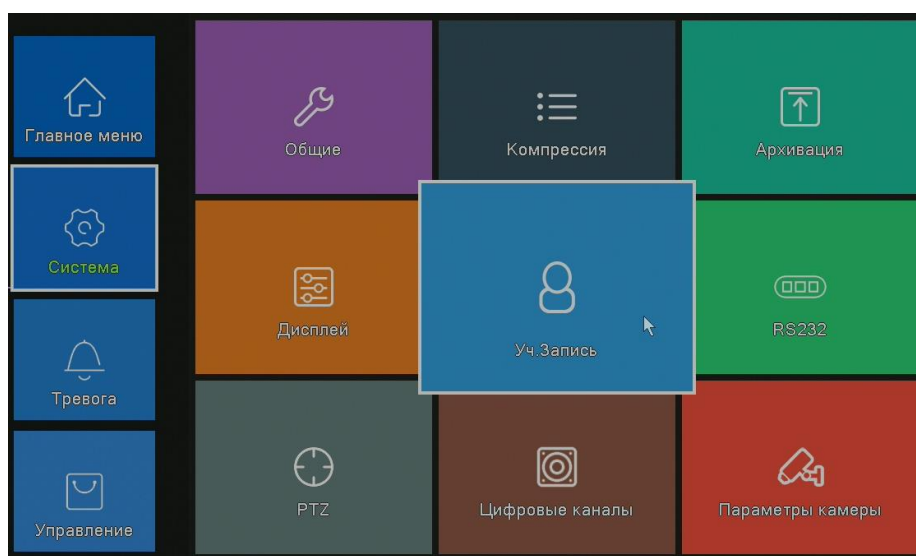 Главное меню
Система
Тревога
Управление
Общие
Компрессия
Архивация
Дисплей
Уч.Запись
RS232
PTZ
Цифровые каналы
Параметры камеры